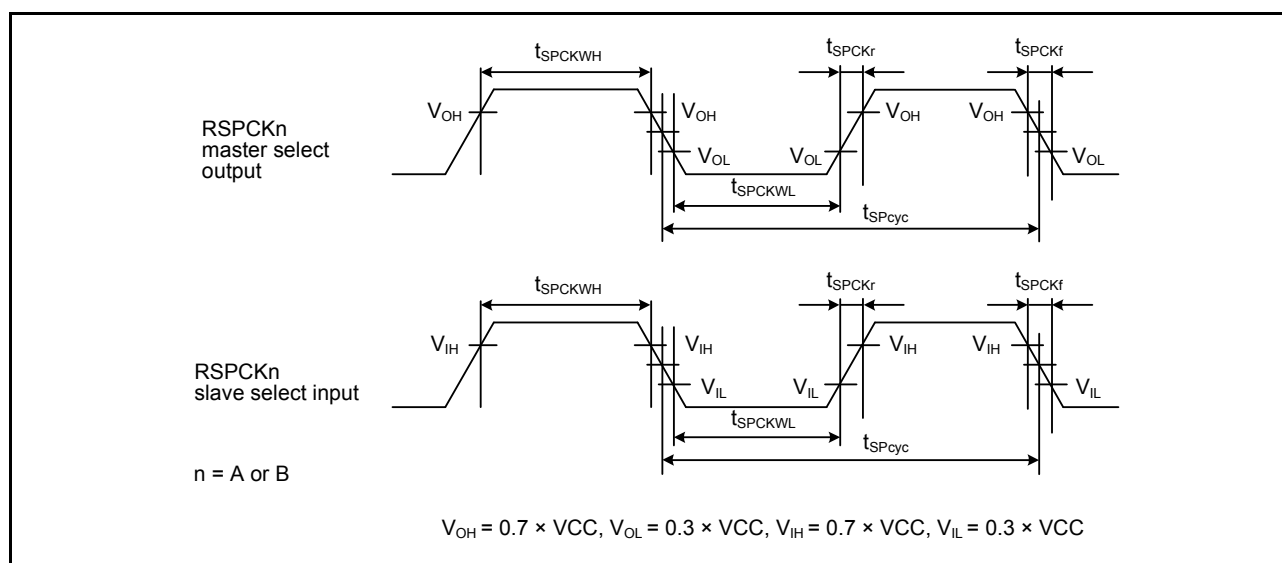 tSPCKWH
tSPCKr
tSPCKf
RSPCKn
master select
output
VOH
VOH
VOL
VOL
VOH
VOH
VOL
tSPCKWL
tSPcyc
tSPCKWH
tSPCKr
tSPCKf
RSPCKn
slave select input
VIH
VIH
VIL
VIL
VIH
VIH
VIL
tSPCKWL
tSPcyc
n = A or B
VOH = 0.7 × VCC, VOL = 0.3 × VCC, VIH = 0.7 × VCC, VIL = 0.3 × VCC